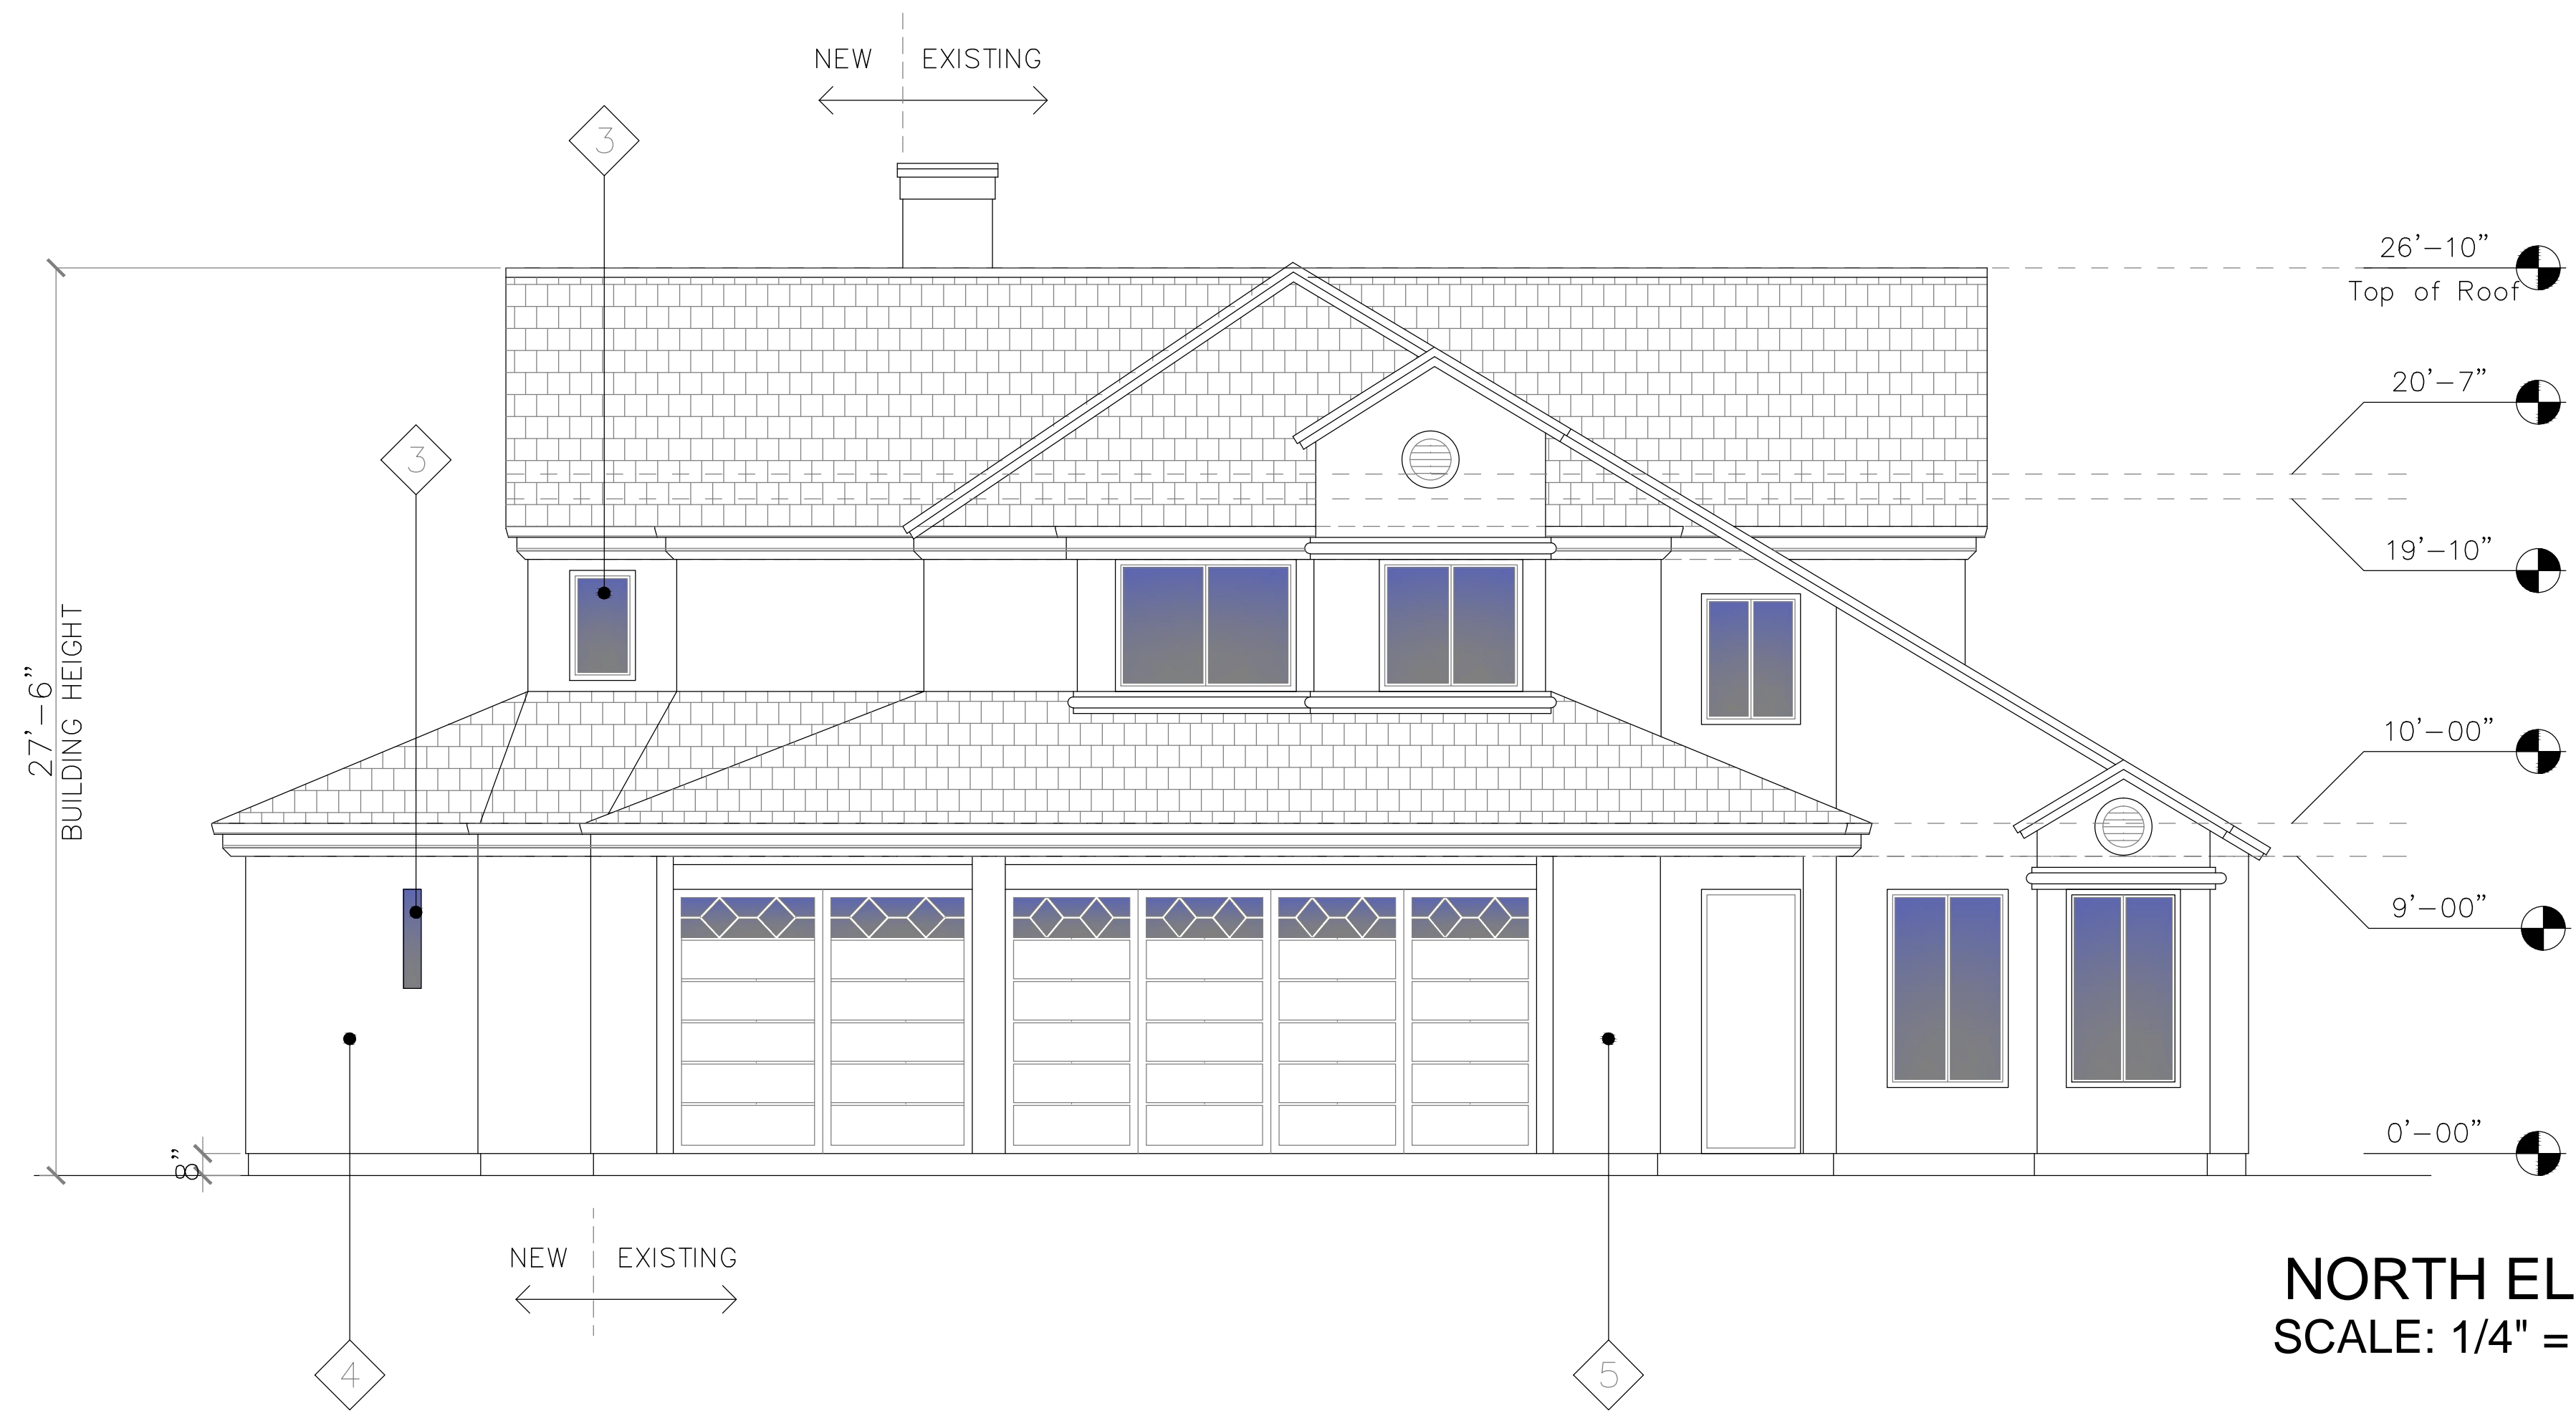 NEW EXISTING
3
26'-10"
Top of Roof
20'-7"
3
19'-10"
27'-6"
BUILDING HEIGHT
10'-00"
9'-00"
0'-00"
8"
NEW EXISTING
NORTH EL
SCALE: 1/4" =
4
5